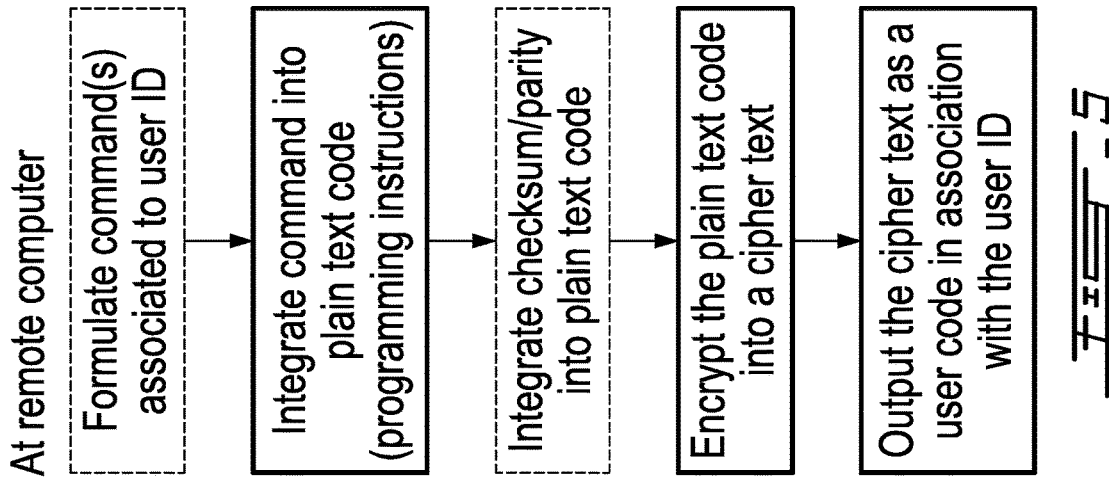 At remote computer
Formulate command(s)
associated to user ID
Integrate command into
plain text code
(programming instructions)
Integrate checksum/parity
into plain text code
Encrypt the plain text code
into a cipher text
Output the cipher text as a
user code in association
with the user ID
FIG. 5